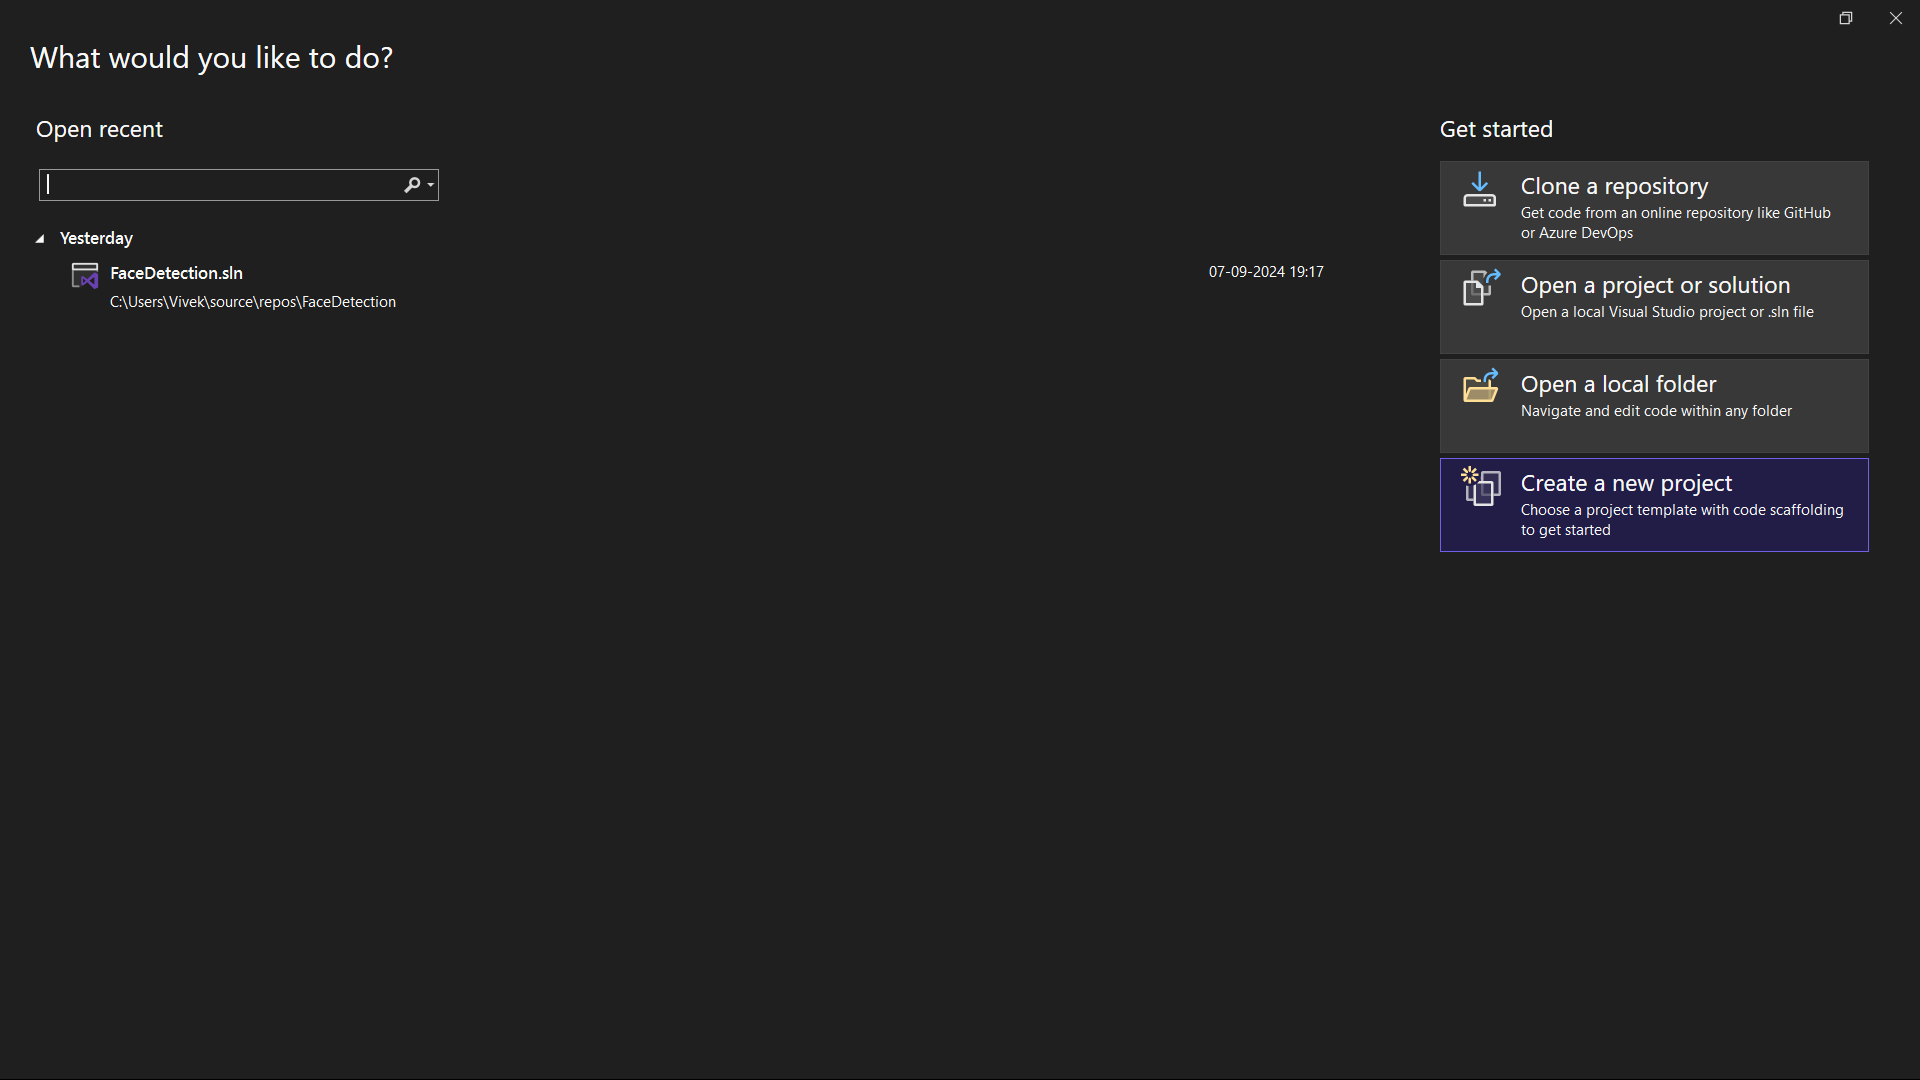 What would you like to do?
Open recent
Yesterday
FaceDetection.sln
07-09-2024 19:17
C:\Users\Vivek\source\repos\FaceDetection
Get started
Clone a repository
Get code from an online repository like GitHub
or Azure DevOps
Open a project or solution
Open a local Visual Studio project or .sln file
Open a local folder
Navigate and edit code within any folder
Create a new project
Choose a project template with code scaffolding
to get started